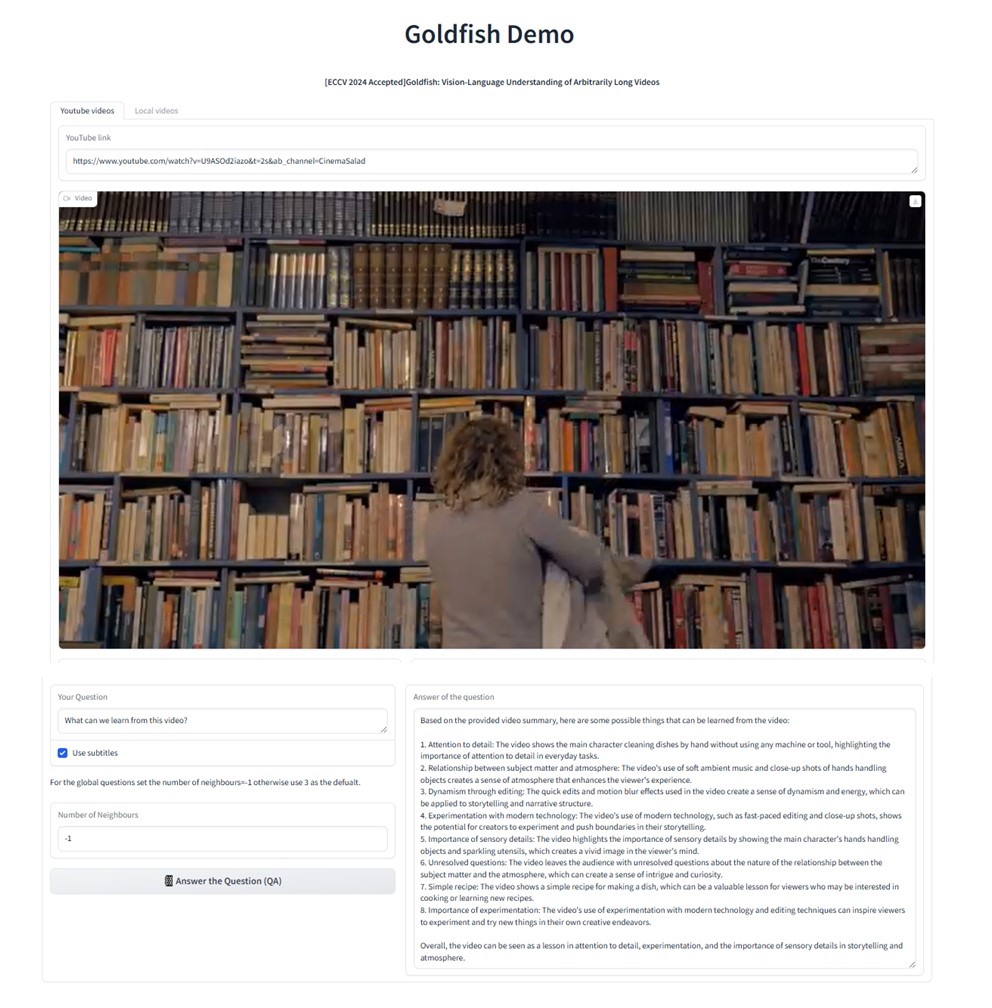 Goldfish Demo
[ECCV 2024 Accepted]Goldfish: Vision-Language Understanding of Arbitrarily Long Videos
Youtube videos
Local videos
YouTube link
https://www.youtube.com/watch?v=U9ASOd2iazo&t=2s&ab_channel=CinemaSalad
Video
TheCentury
Your Question
What can we learn from this video?
Use subtitles
For the global questions set the number of neighbours=-1 otherwise use 3 as the defualt.
Number of Neighbours
-1
Answer the Question (QA)
Answer of the question
Based on the provided video summary, here are some possible things that can be learned from the video:
1. Attention to detail: The video shows the main character cleaning dishes by hand without using any machine or tool, highlighting the
importance of attention to detail in everyday tasks.
2. Relationship between subject matter and atmosphere: The video's use of soft ambient music and close-up shots of hands handling
objects creates a sense of atmosphere that enhances the viewer's experience.
3. Dynamism through editing: The quick edits and motion blur effects used in the video create a sense of dynamism and energy, which can
be applied to storytelling and narrative structure.
4. Experimentation with modern technology: The video's use of modern technology, such as fast-paced editing and close-up shots, shows
the potential for creators to experiment and push boundaries in their storytelling.
5. Importance of sensory details: The video highlights the importance of sensory details by showing the main character's hands handling
objects and sparkling utensils, which creates a vivid image in the viewer's mind.
6. Unresolved questions: The video leaves the audience with unresolved questions about the nature of the relationship between the
subject matter and the atmosphere, which can create a sense of intrigue and curiosity.
7. Simple recipe: The video shows a simple recipe for making a dish, which can be a valuable lesson for viewers who may be interested in
cooking or learning new recipes.
8. Importance of experimentation: The video's use of experimentation with modern technology and editing techniques can inspire viewers
to experiment and try new things in their own creative endeavors.
Overall, the video can be seen as a lesson in attention to detail, experimentation, and the importance of sensory details in storytelling and
atmosphere.